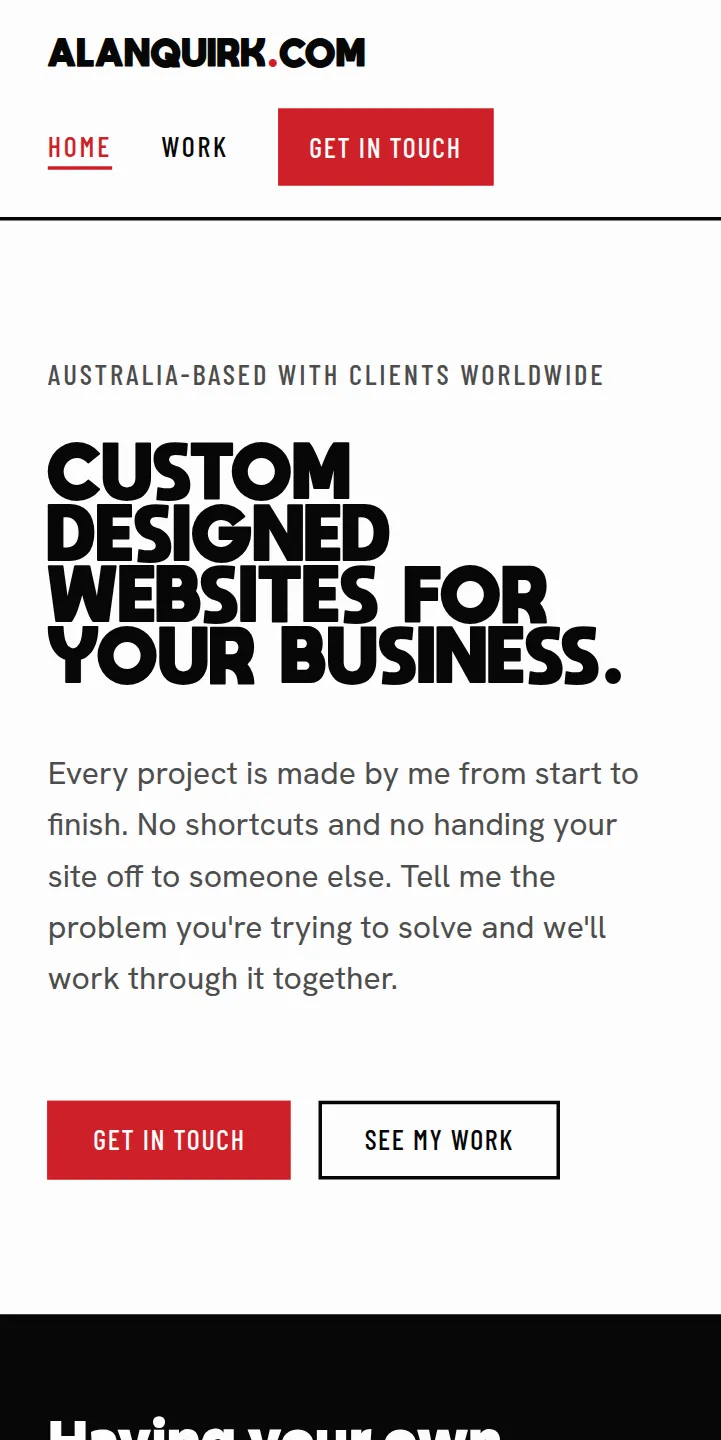 ALANQUIRK.COM
HOME WORK GET IN TOUCH
AUSTRALIA-BASED WITH CLIENTS WORLDWIDE
CUSTOM
DESIGNED
WEBSITES FOR
YOUR BUSINESS.
Every project is made by me from start to
finish. No shortcuts and no handing your
site off to someone else. Tell me the
problem you're trying to solve and we'll
work through it together.
GET IN TOUCH SEE MY WORK
Having your own